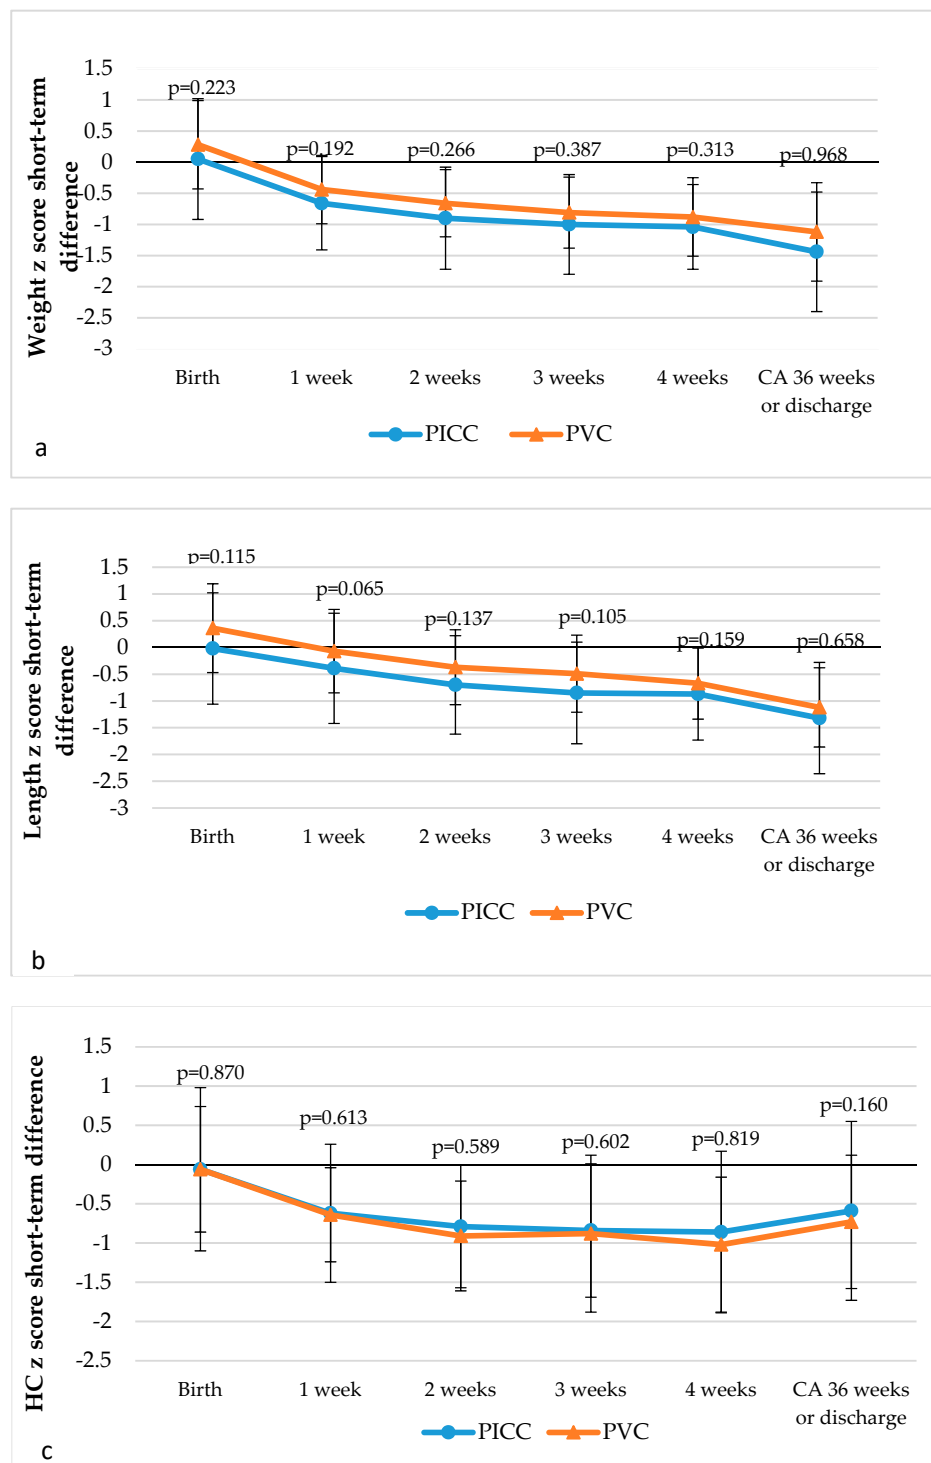 Weight z score short-term
difference
1.5
1
0.5
0
-0.5
-1
-1.5
-2
-2.5
-3
p=0.223
p=0.192
p=0.266
p=0.387
p=0.313
p=0.968
Birth
1 week
2 weeks
3 weeks
4 weeks
CA 36 weeks
or discharge
PICC
PVC
a
Length z score short-term
difference
1.5
1
0.5
0
-0.5
-1
-1.5
-2
-2.5
-3
p=0.115
p=0.065
p=0.137
p=0.105
p=0.159
p=0.658
Birth
1 week
2 weeks
3 weeks
4 weeks
CA 36 weeks
or discharge
PICC
PVC
b
HC z score short-term difference
1.5
1
0.5
0
-0.5
-1
-1.5
-2
-2.5
p=0.870
p=0.613
p=0.589
p=0.602
p=0.819
p=0.160
Birth
1 week
2 weeks
3 weeks
4 weeks
CA 36 weeks
or discharge
PICC
PVC
c